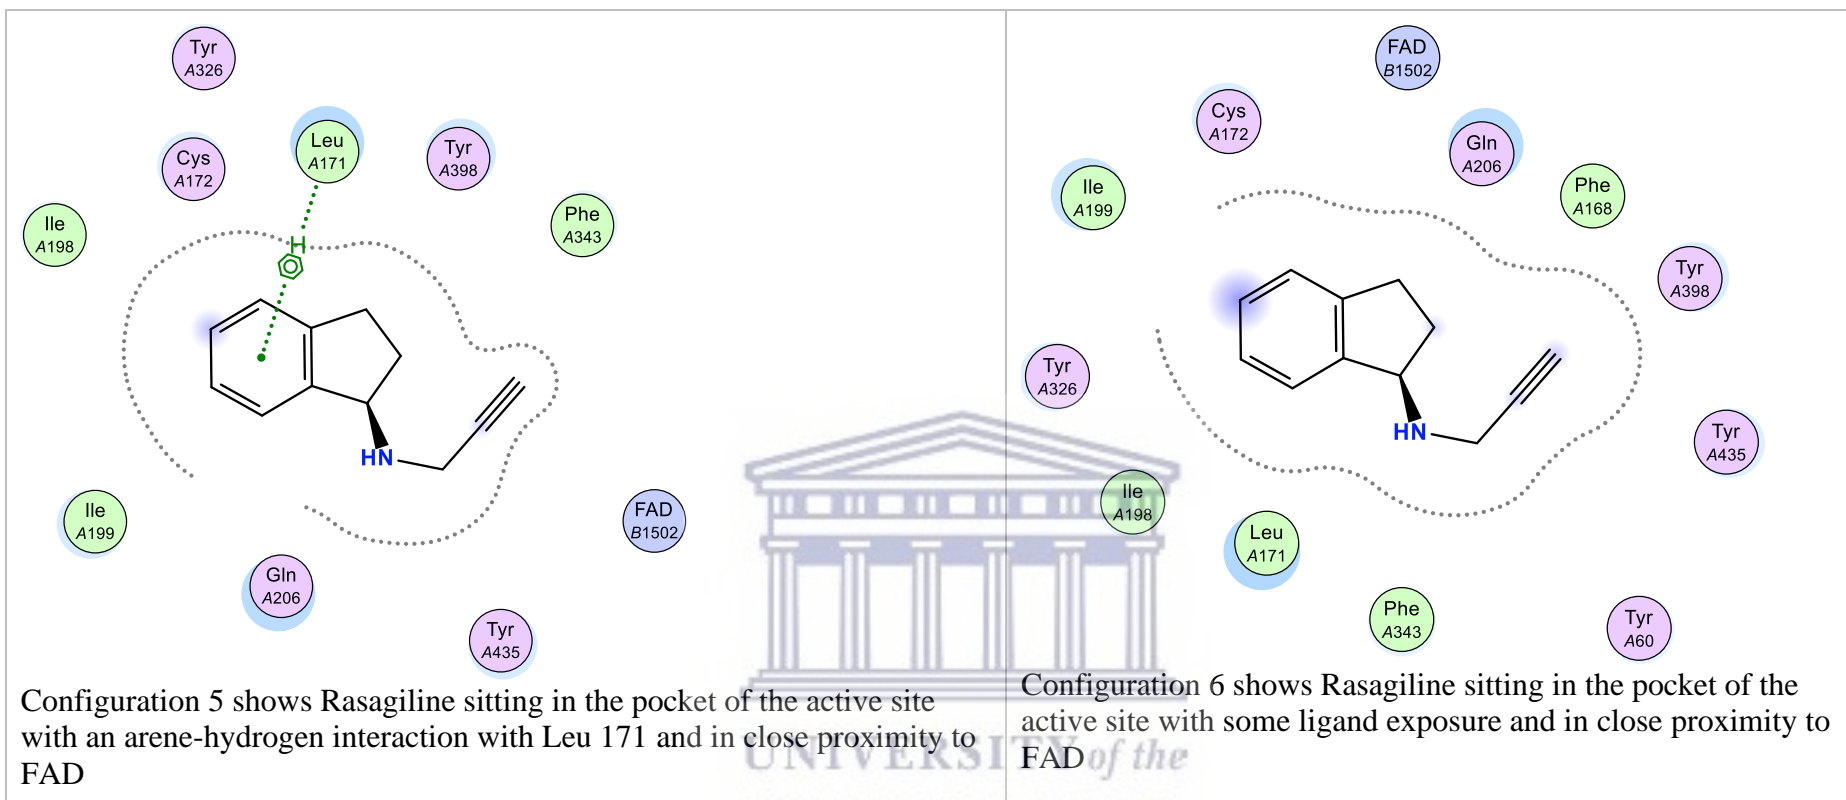 Tyr
A326
Leu
A171
Cys
A172
Tyr
A398
Ile
A198
Phe
A343
H
HN
Ile
A199
FAD
B1502
Gln
A206
Tyr
A435
Configuration 5 shows Rasagiline sitting in the pocket of the active site
with an arene-hydrogen interaction with Leu 171 and in close proximity to
FAD
FAD
B1502
Cys
A172
Gln
A206
Ile
A199
Phe
A168
Tyr
A398
Tyr
A326
HN
Tyr
A435
Ile
A198
Leu
A171
Phe
A343
Tyr
A60
Configuration 6 shows Rasagiline sitting in the pocket of the
active site with some ligand exposure and in close proximity to
FAD
UNIVERSITY of the